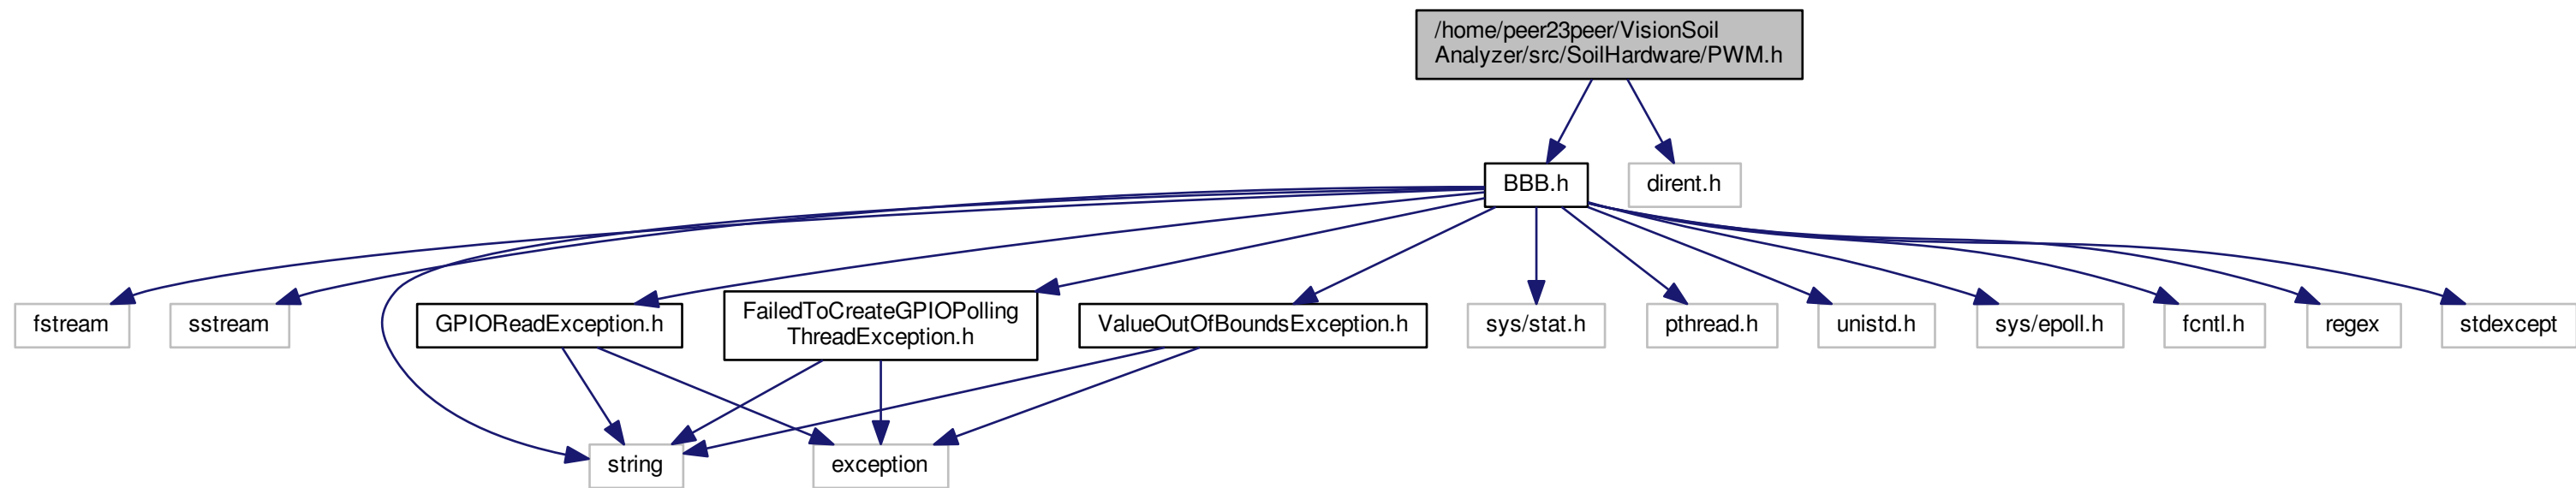 /home/peer23peer/VisionSoil
Analyzer/src/SoilHardware/PWM.h
BBB.h
dirent.h
fstream
sstream
GPIOReadException.h
FailedToCreateGPIOPolling
ThreadException.h
ValueOutOfBoundsException.h
sys/stat.h
pthread.h
unistd.h
sys/epoll.h
fcntl.h
regex
stdexcept
string
exception